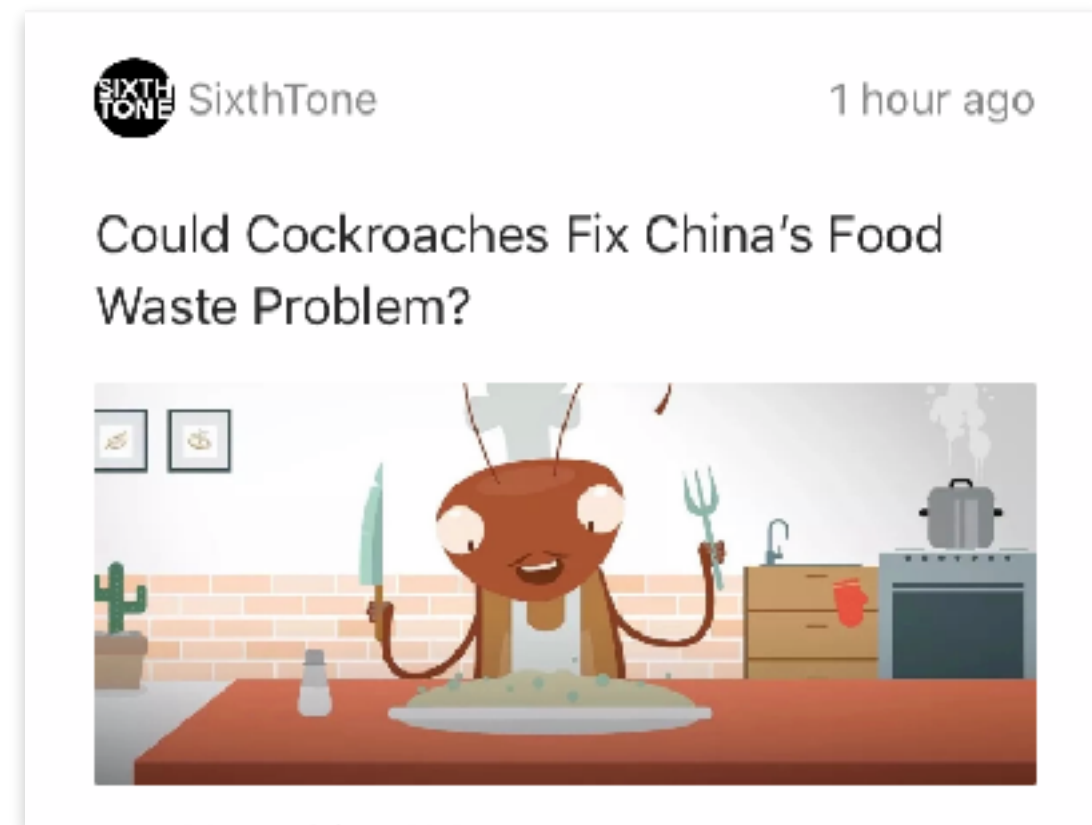 SIXTH
TONE
SixthTone
1 hour ago
Could Cockroaches Fix China's Food
Waste Problem?